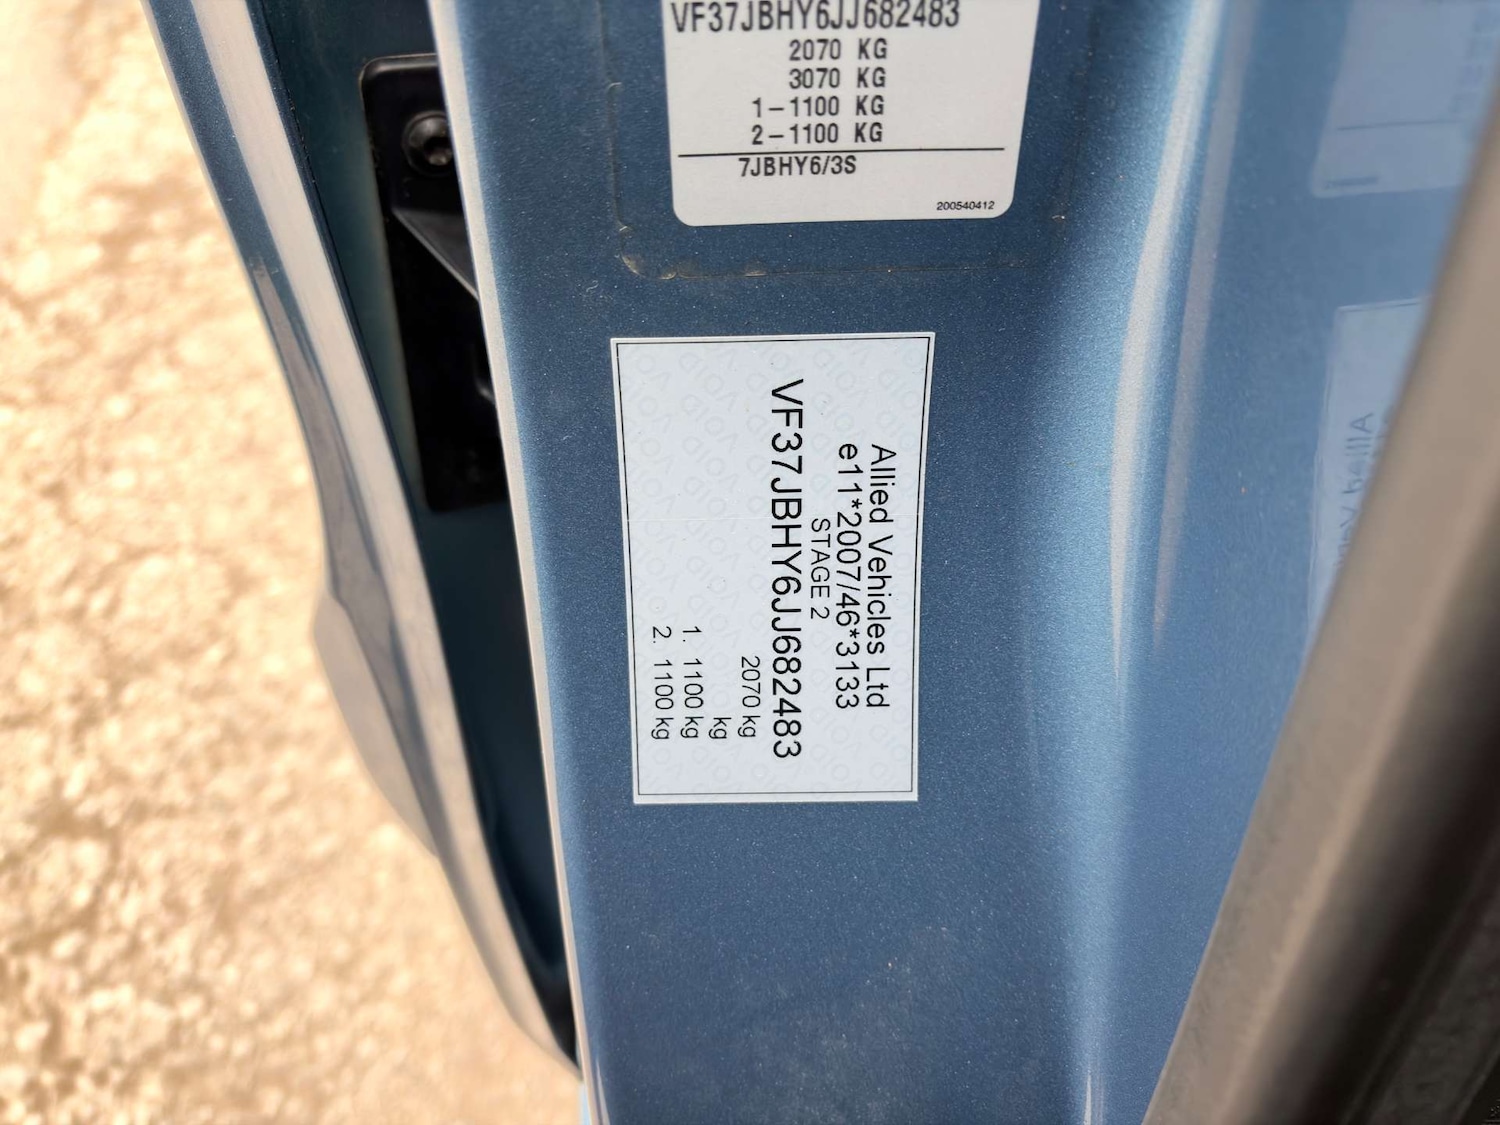 VF37JBHY6JJ682483
2070 KG
3070 KG
1-1100 KG
2-1100 KG
7JBHY6/3S
200540412
Allied Vehicles Ltd
e11*2007/46*3133
STAGE 2
VF37JBHY6JJ682483
2070 kg
kg
1. 1100 kg
2. 1100 kg